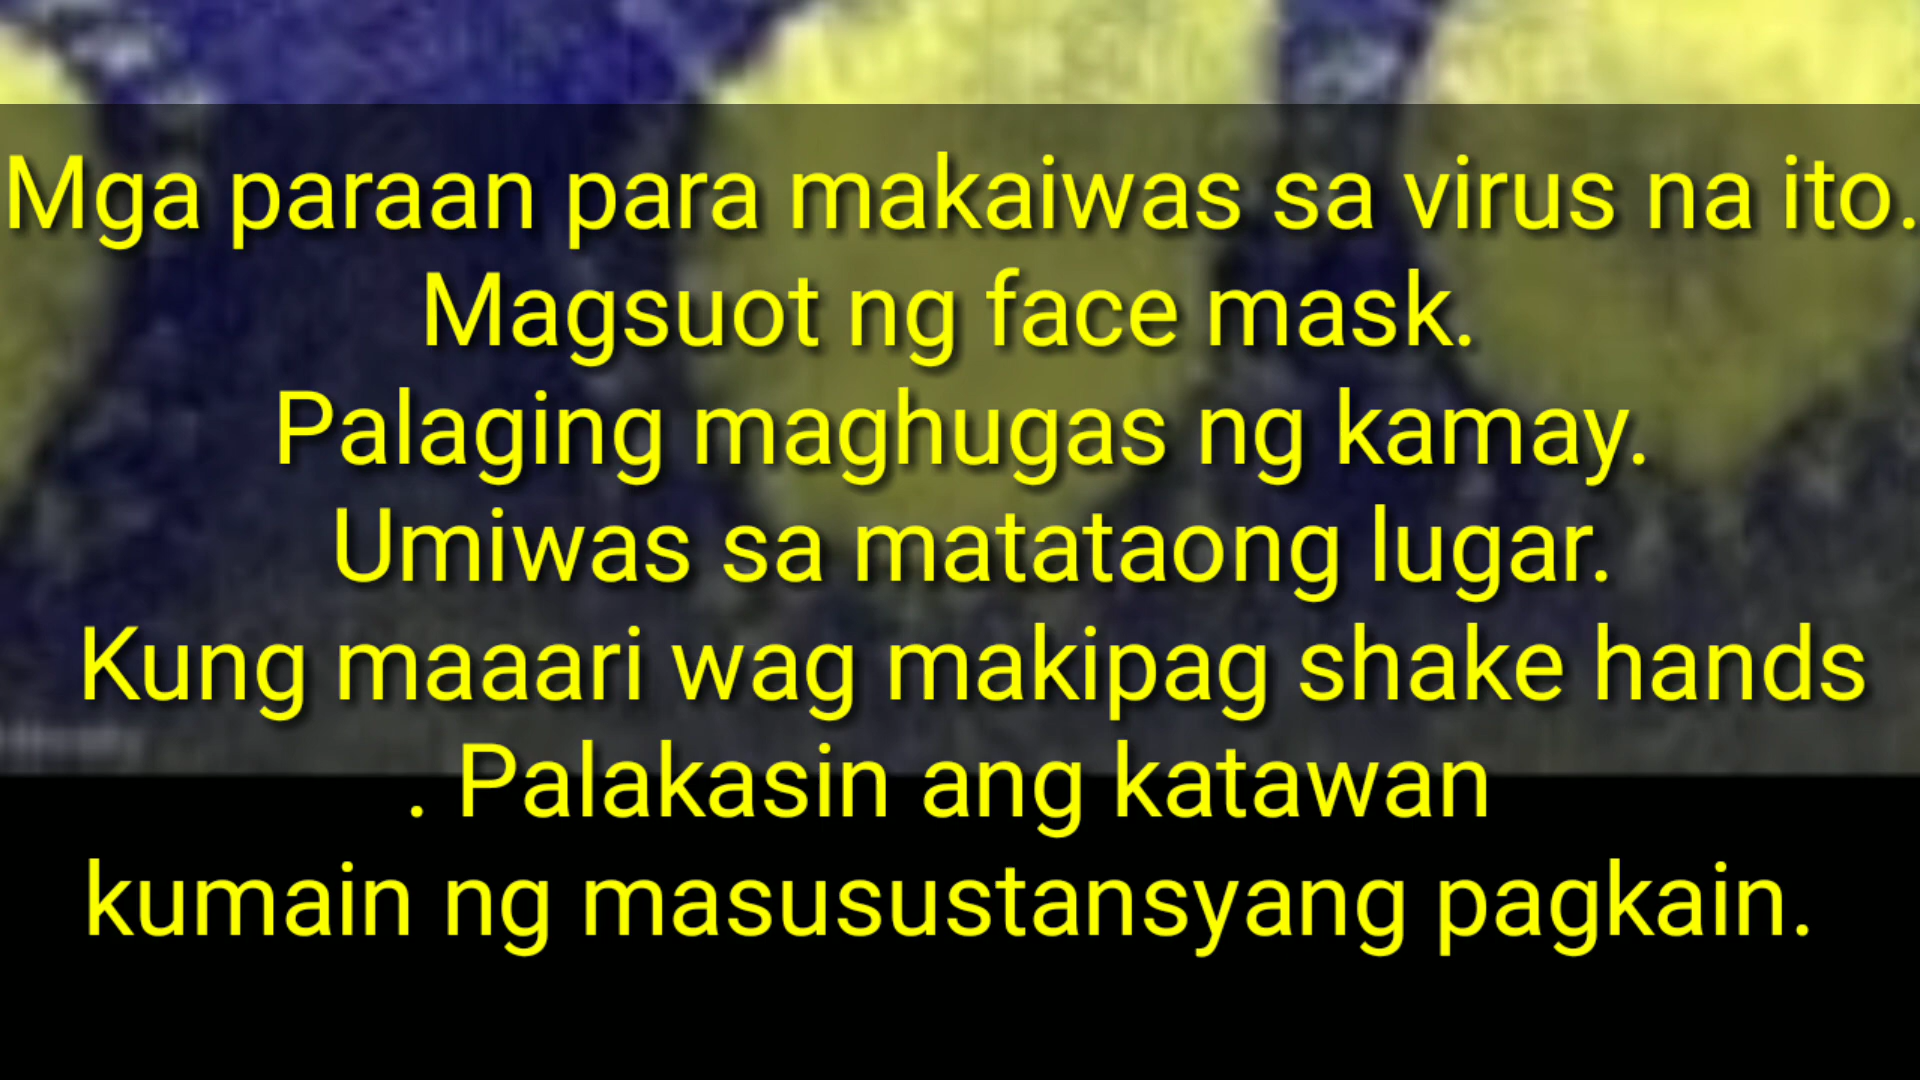 Mga paraan para makaiwas sa virus na ito.
Magsuot ng face mask.
Palaging maghugas ng kamay.
Umiwas sa matataong lugar.
Kung maaari wag makipag shake hands
. Palakasin ang katawan
kumain ng masusustansyang pagkain.